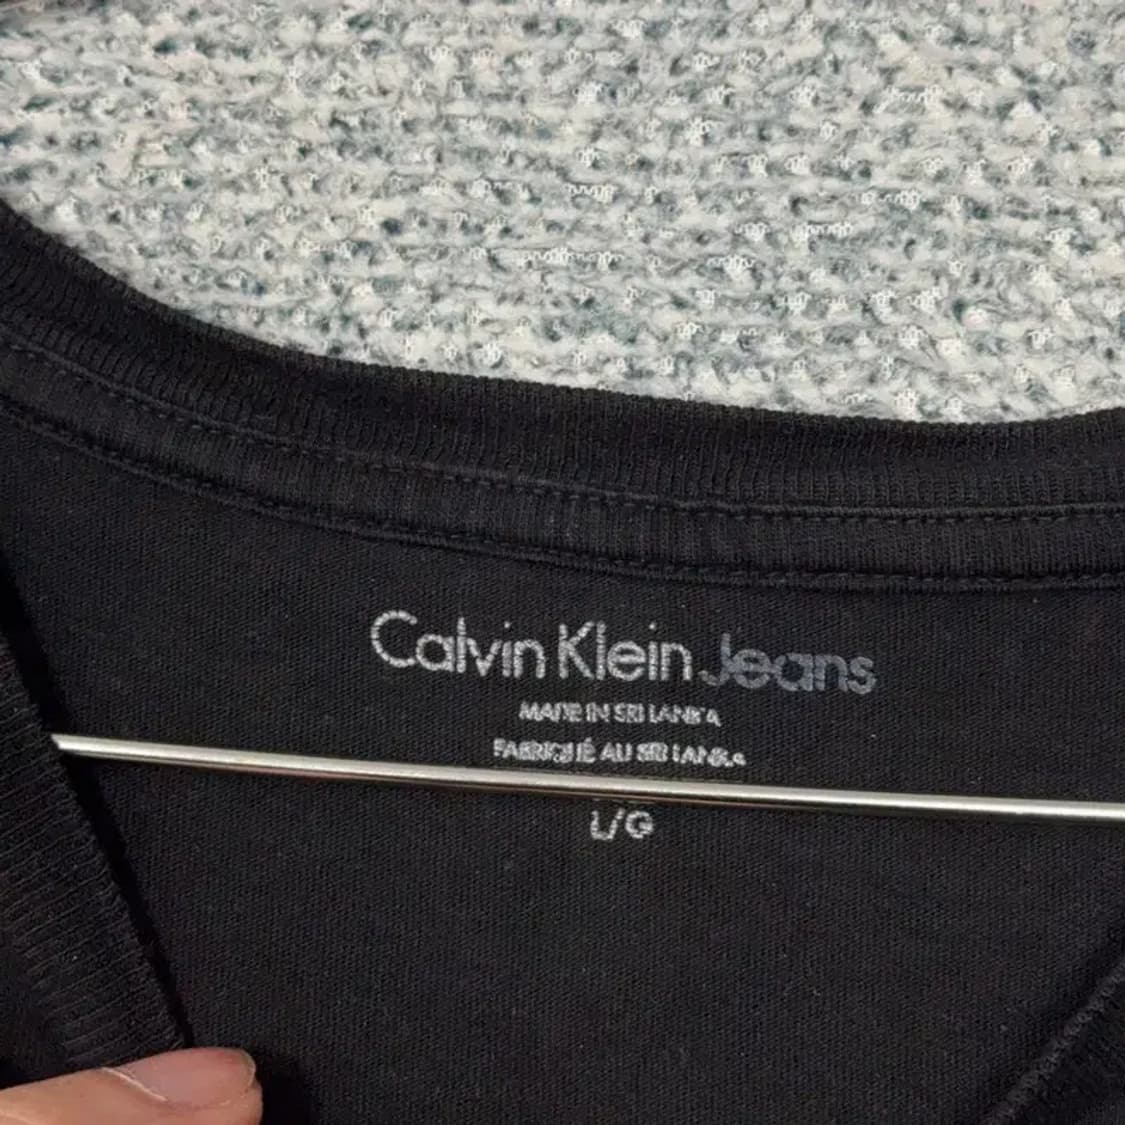 Calvin Klein Jeans
MADE IN SRI LANKA
FABRIQUÉ AU SRI LANKA
L/G